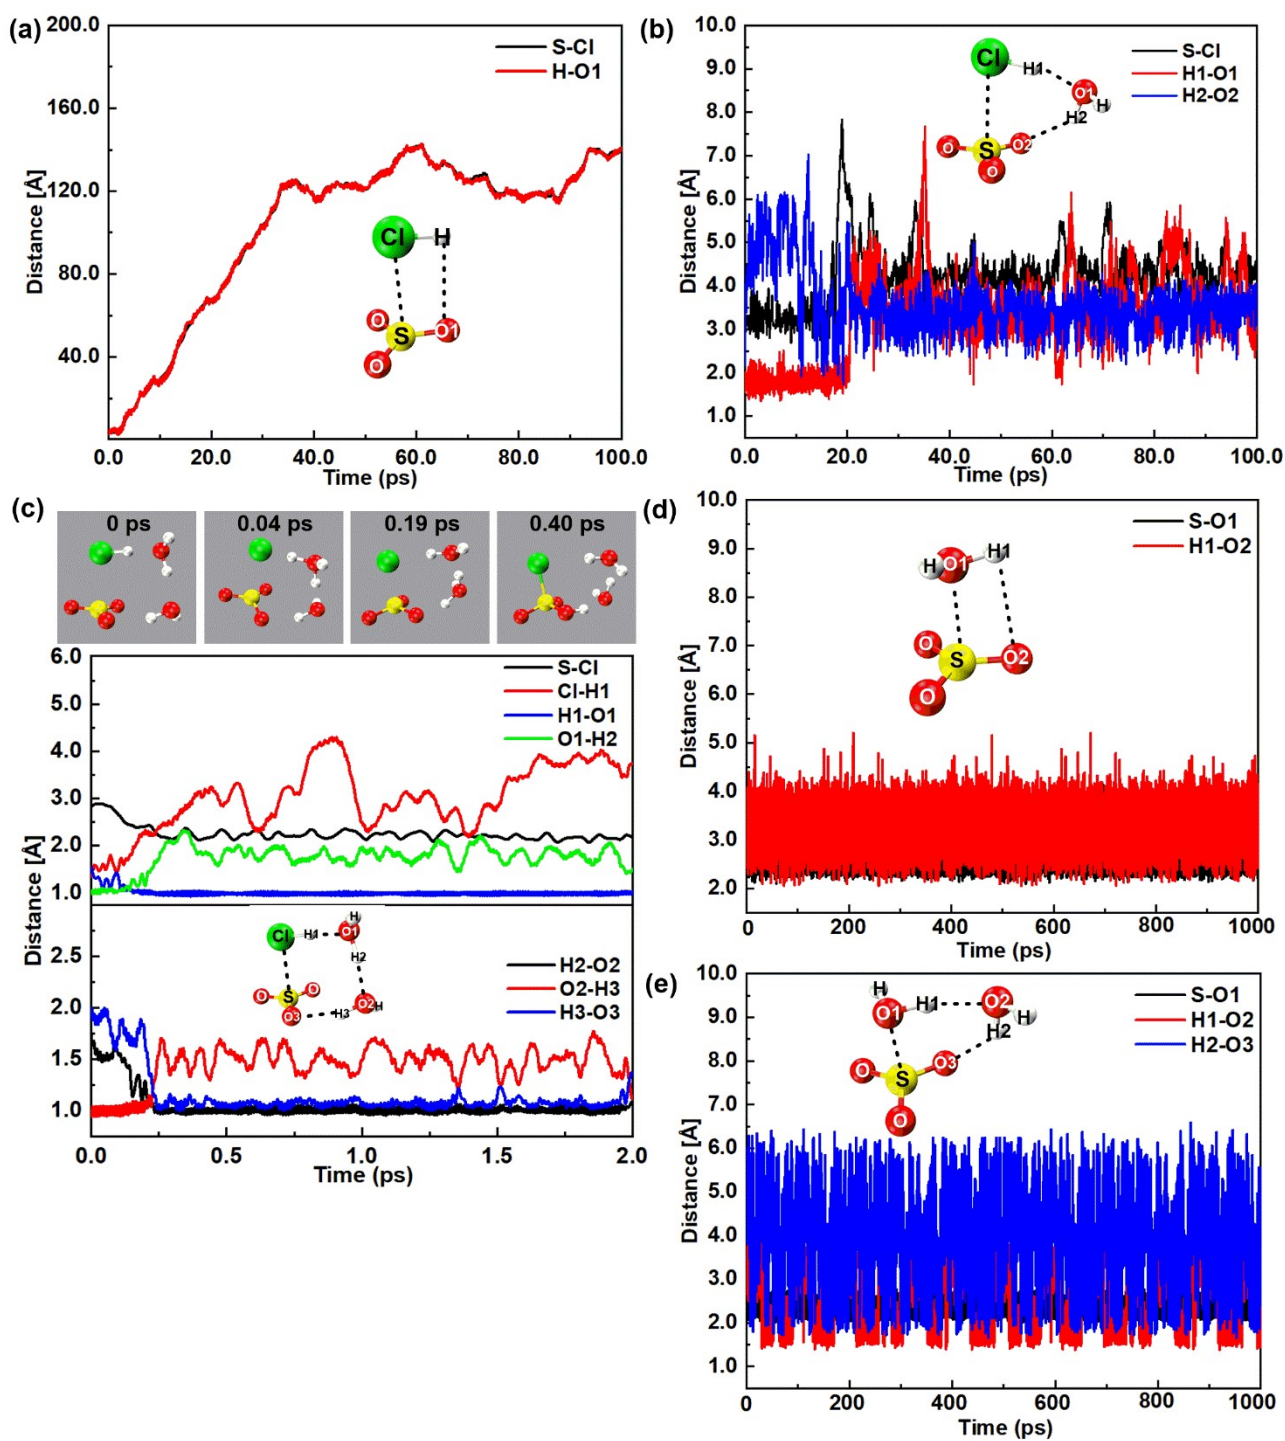 (a)
200.0
160.0
120.0
80.0
40.0
Distance [Å]
S-Cl
H-O1
Cl
H
O
S
O1
O
0.0 20.0 40.0 60.0 80.0 100.0
Time (ps)
(b)
10.0
9.0
8.0
7.0
6.0
5.0
4.0
3.0
2.0
1.0
Distance [Å]
S-Cl
H1-O1
H2-O2
Cl
H1
O1
H
H2
O
S
O2
O
0.0 20.0 40.0 60.0 80.0 100.0
Time (ps)
(c)
0 ps
0.04 ps
0.19 ps
0.40 ps
6.0
5.0
4.0
3.0
2.0
1.0
S-Cl
Cl-H1
H1-O1
O1-H2
Distance [Å]
2.5
2.0
1.5
1.0
H
Cl
H1
O1
H2
O
S
O
O2
H
O3
H3
H2-O2
O2-H3
H3-O3
0.0 0.5 1.0 1.5 2.0
Time (ps)
(d)
10.0
9.0
8.0
7.0
6.0
5.0
4.0
3.0
2.0
Distance [Å]
S-O1
H1-O2
H
O1
H1
O
S
O2
O
0 200 400 600 800 1000
Time (ps)
(e)
10.0
9.0
8.0
7.0
6.0
5.0
4.0
3.0
2.0
1.0
Distance [Å]
S-O1
H1-O2
H2-O3
H
O1
H1
O2
H
H2
O
O3
S
O
0 200 400 600 800 1000
Time (ps)